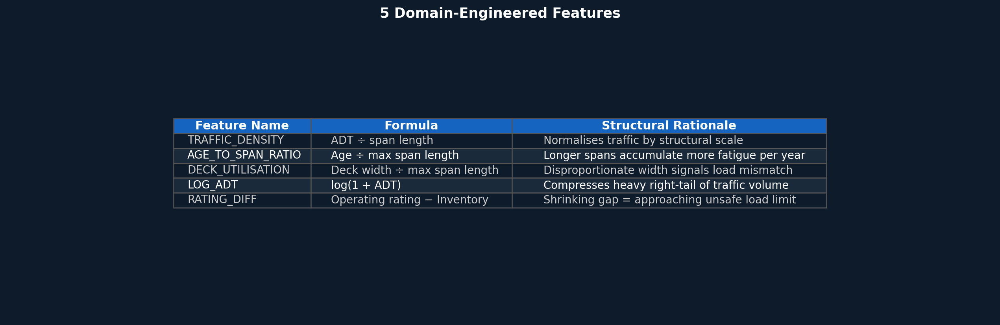 5 Domain-Engineered Features
Feature Name Formula Structural Rationale
TRAFFIC_DENSITY ADT ÷ span length Normalises traffic by structural scale
AGE_TO_SPAN_RATIO Age ÷ max span length Longer spans accumulate more fatigue per year
DECK_UTILISATION Deck width ÷ max span length Disproportionate width signals load mismatch
LOG_ADT log(1 + ADT) Compresses heavy right-tail of traffic volume
RATING_DIFF Operating rating − Inventory Shrinking gap = approaching unsafe load limit